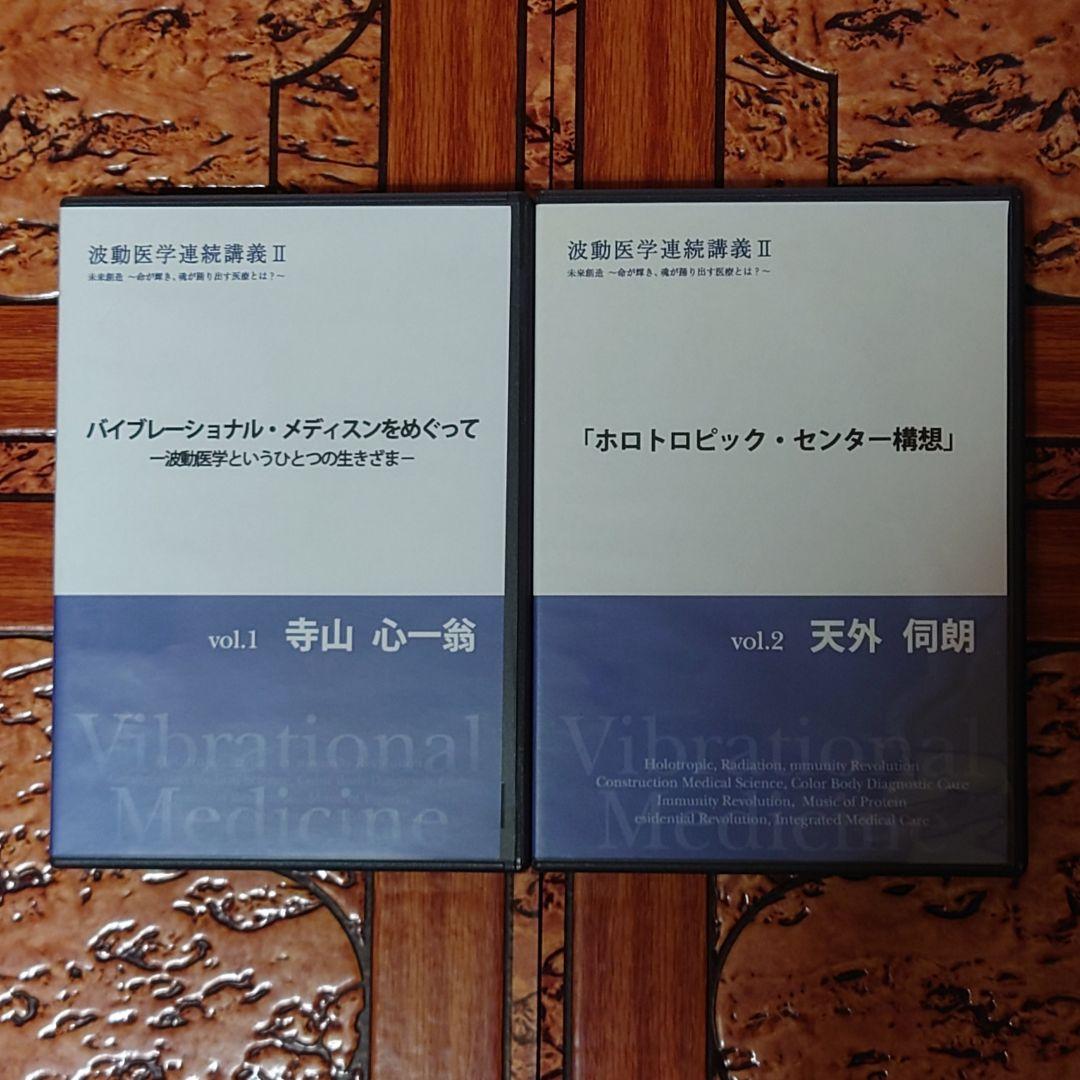 波動医学連続講義Ⅱ
未来創造 ～命が輝き、魂が踊り出す医療とは？～
バイブレーショナル・メディスンをめぐって
ー波動医学というひとつの生きざまー
vol.1 寺山 心一翁
Vibrational
Medicine
波動医学連続講義Ⅱ
未来創造 ～命が輝き、魂が踊り出す医療とは？～
「ホロトロピック・センター構想」
vol.2 天外 伺朗
Vibrational
Holotropic, Radiation, mmunity Revolution
Construction Medical Science, Color Body Diagnostic Care
Immunity Revolution, Music of Protein
esidential Revolution, Integrated Medical Care
Medicine